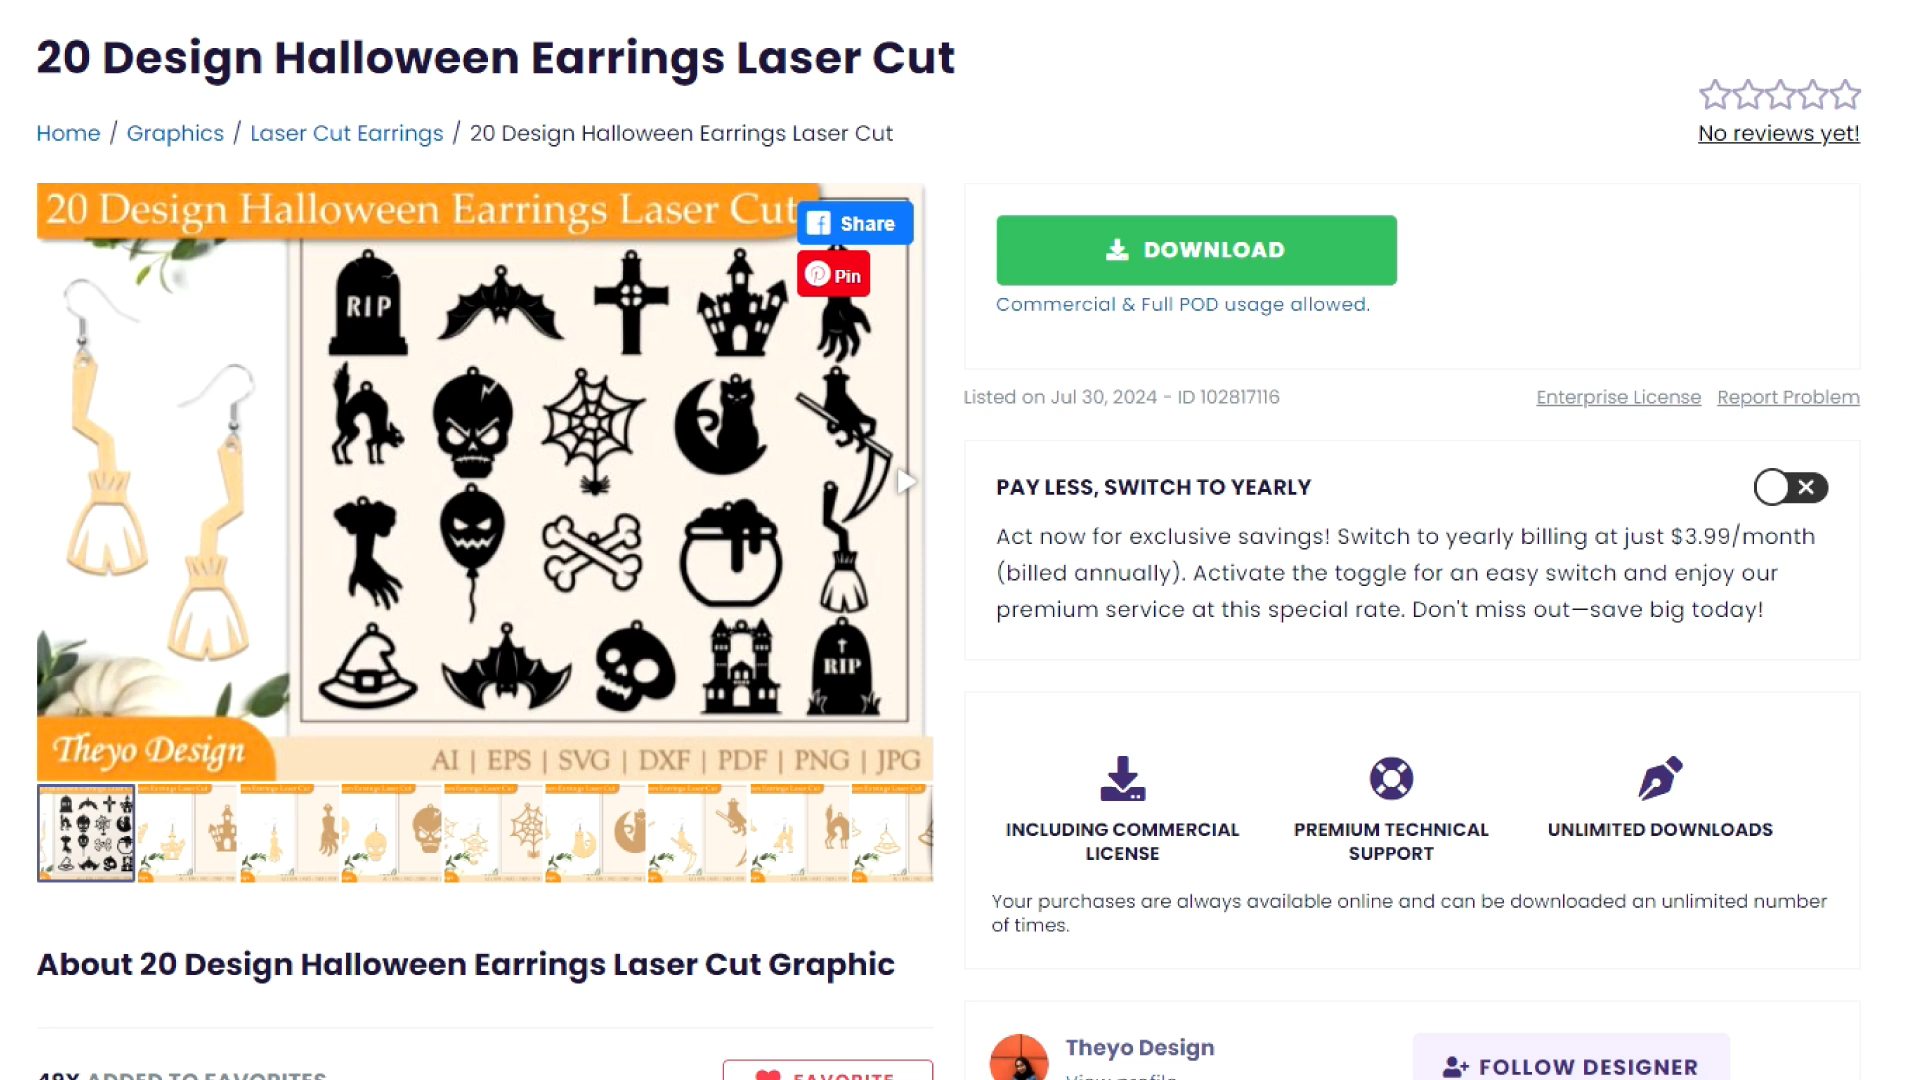 20 Design Halloween Earrings Laser Cut
No reviews yet!
Home / Graphics / Laser Cut Earrings / 20 Design Halloween Earrings Laser Cut
20 Design Halloween Earrings Laser Cut
Share
Pin
RIP
RIP
Theyo Design
AI | EPS | SVG | DXF | PDF | PNG | JPG
About 20 Design Halloween Earrings Laser Cut Graphic
49X ADDED TO FAVORITES
FAVORITE
DOWNLOAD
Commercial & Full POD usage allowed.
Listed on Jul 30, 2024 - ID 102817116
Enterprise License Report Problem
PAY LESS, SWITCH TO YEARLY
Act now for exclusive savings! Switch to yearly billing at just $3.99/month
(billed annually). Activate the toggle for an easy switch and enjoy our
premium service at this special rate. Don't miss out—save big today!
INCLUDING COMMERCIAL
LICENSE
PREMIUM TECHNICAL
SUPPORT
UNLIMITED DOWNLOADS
Your purchases are always available online and can be downloaded an unlimited number
of times.
Theyo Design
View profile
FOLLOW DESIGNER